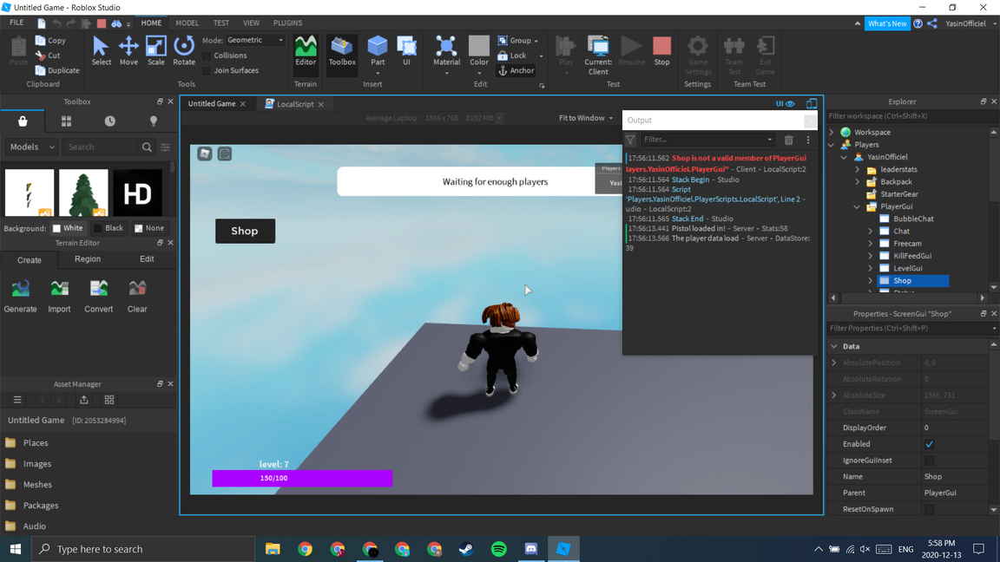 Untitled Game - Roblox Studio
FILE HOME MODEL TEST VIEW PLUGINS What's New YasinOfficiel
Paste Copy Cut Duplicate
Select Move Scale Rotate
Mode: Geometric
Collisions
Join Surfaces
Editor Toolbox Part UI Material Color
Group
Lock
Anchor
Play Current: Client Resume Stop Game Settings Team Test Exit Game
Clipboard Tools Terrain Insert Edit Test Settings Team Test
Toolbox
Models Search
HD
Background: White Black None
Terrain Editor
Create Region Edit
Generate Import Convert Clear
Asset Manager
Untitled Game [ID: 2053284994]
Places
Images
Meshes
Packages
Audio
Untitled Game LocalScript
UI
Average Laptop 1366 x 768 8192 MB Fit to Window
Waiting for enough players
Players
Yasi
Shop
level: 7
150/100
Output
Filter...
17:56:11.562 Shop is not a valid member of PlayerGui
layers.YasinOfficiel.PlayerGui" - Client - LocalScript:2
17:56:11.564 Stack Begin - Studio
17:56:11.564 Script
'Players.YasinOfficiel.PlayerScripts.LocalScript', Line 2 -
udio - LocalScript:2
17:56:11.565 Stack End - Studio
17:56:13.441 Pistol loaded in! - Server - Stats:58
17:56:13.566 The player data load - Server - DataStore:
39
Explorer
Filter workspace (Ctrl+Shift+X)
Workspace
Players
YasinOfficiel
leaderstats
Backpack
StarterGear
PlayerGui
BubbleChat
Chat
Freecam
KillFeedGui
LevelGui
Shop
Properties - ScreenGui "Shop"
Filter Properties (Ctrl+Shift+P)
Data
AbsolutePosition 0, 0
AbsoluteRotation 0
AbsoluteSize 1366, 731
ClassName ScreenGui
DisplayOrder 0
Enabled
IgnoreGuiInset
Name Shop
Parent PlayerGui
ResetOnSpawn
Type here to search
ENG
5:58 PM
2020-12-13